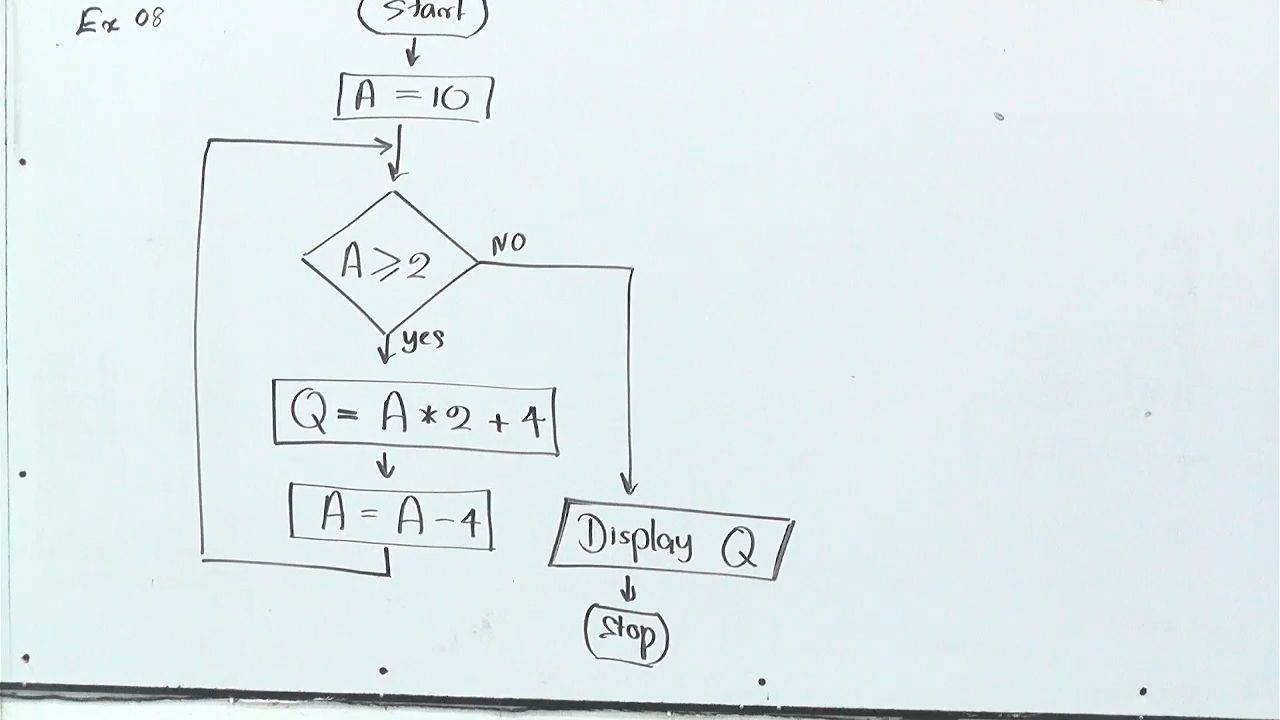 Ex 08
Start
A = 10
A ⩾ 2
NO
yes
Q = A * 2 + 4
A = A - 4
Display Q
Stop